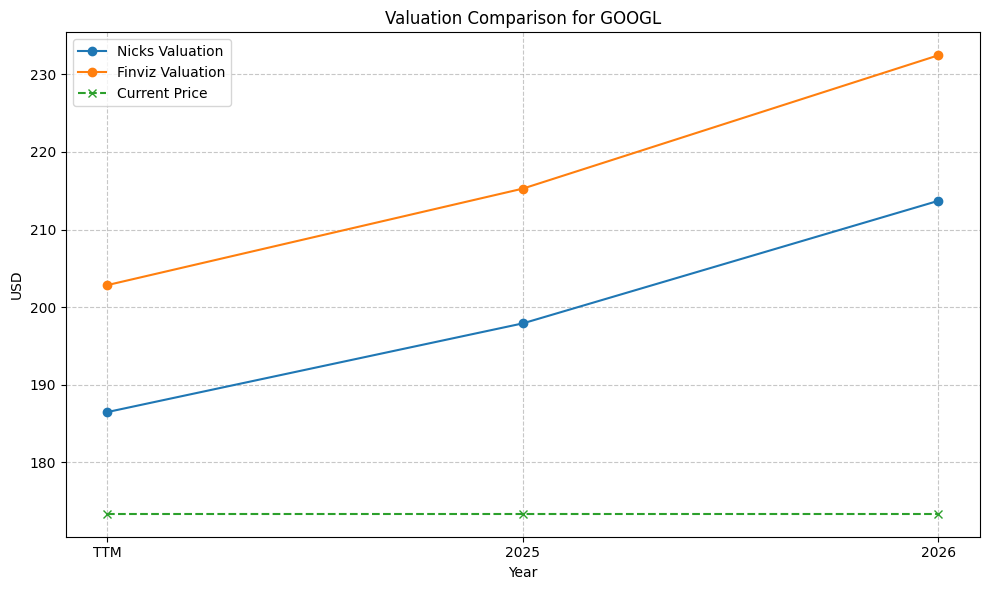 Valuation Comparison for GOOGL
Nicks Valuation
Finviz Valuation
Current Price
USD
230
220
210
200
190
180
TTM
2025
2026
Year